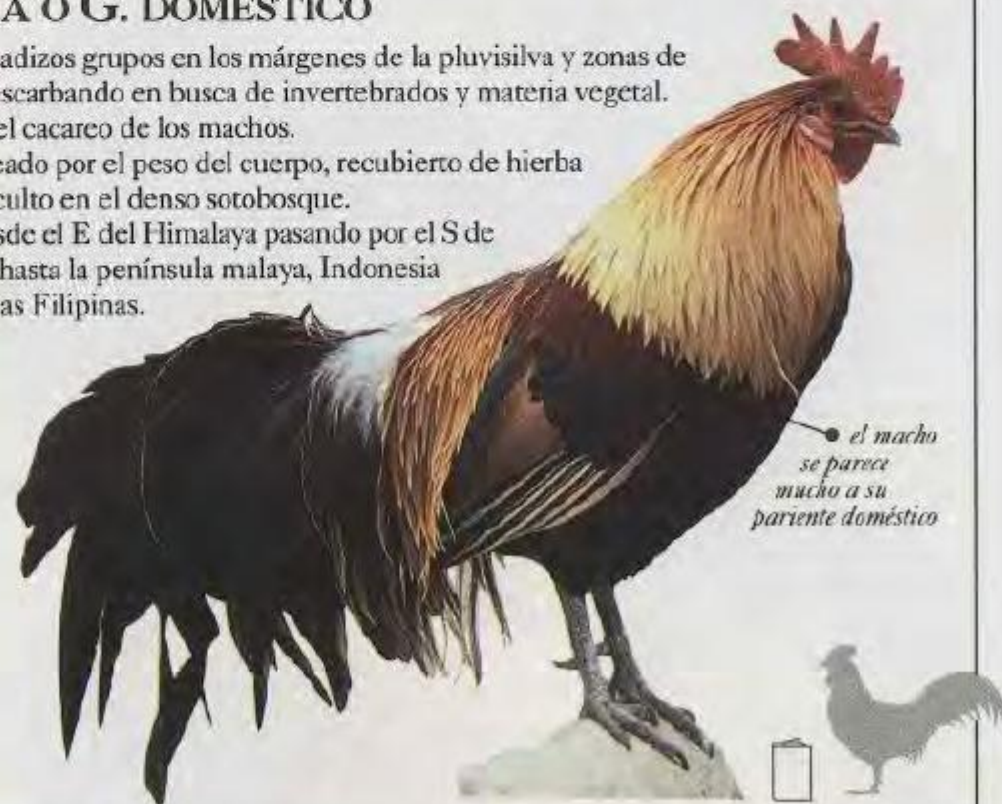 A O G. DOMÉSTICO
adizos grupos en los márgenes de la pluvisilva y zonas de
scarbando en busca de invertebrados y materia vegetal.
el cacareo de los machos.
eado por el peso del cuerpo, recubierto de hierba
culto en el denso sotobosque.
sde el E del Himalaya pasando por el S de
hasta la península malaya, Indonesia
as Filipinas.
el macho
se parece
mucho a su
pariente doméstico